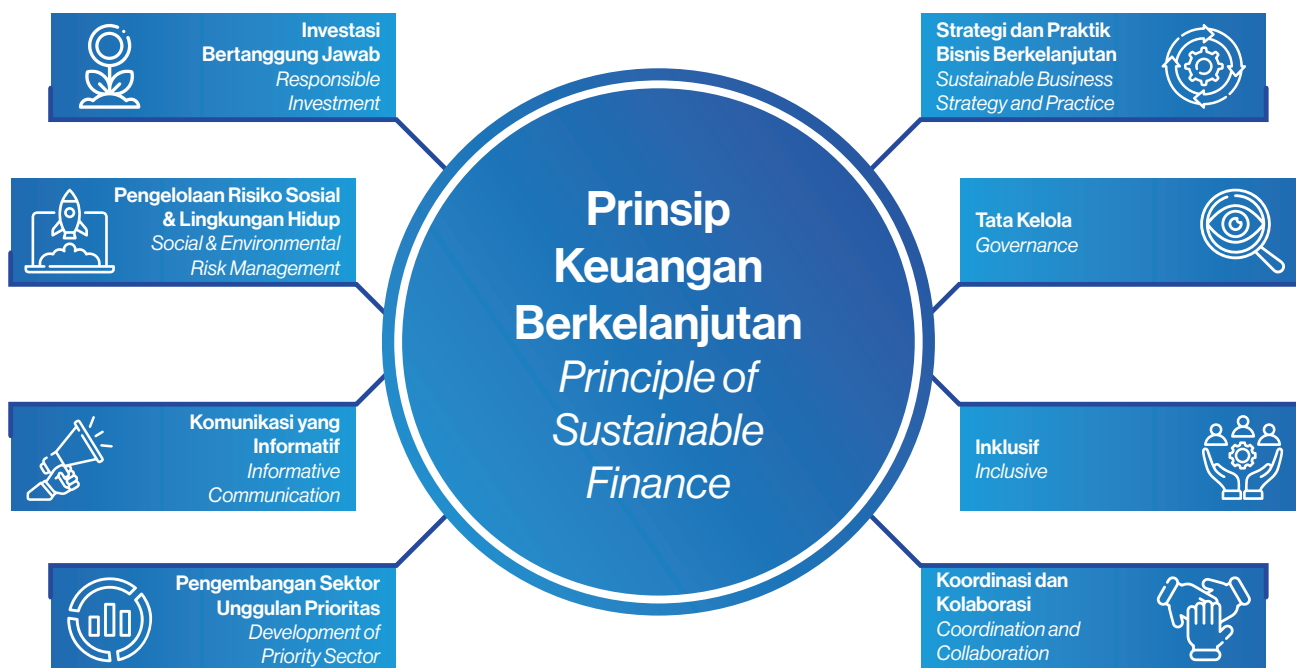 Investasi
Bertanggung Jawab
Responsible
Investment
Pengelolaan Risiko Sosial
& Lingkungan Hidup
Social & Environmental
Risk Management
Komunikasi yang
Informatif
Informative
Communication
Pengembangan Sektor
Unggulan Prioritas
Development of
Priority Sector
Prinsip
Keuangan
Berkelanjutan
Principle of
Sustainable
Finance
Strategi dan Praktik
Bisnis Berkelanjutan
Sustainable Business
Strategy and Practice
Tata Kelola
Governance
Inklusif
Inclusive
Koordinasi dan
Kolaborasi
Coordination and
Collaboration